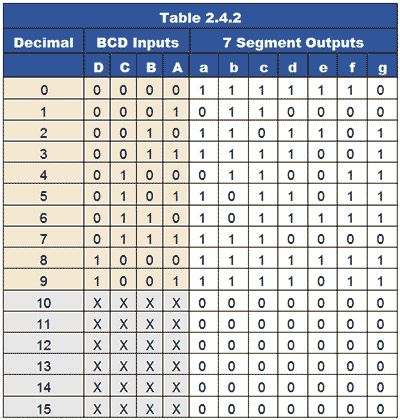 Table 2.4.2
Decimal BCD Inputs 7 Segment Outputs
D C B A a b c d e f g
0 0 0 0 0 1 1 1 1 1 1 0
1 0 0 0 1 0 1 1 0 0 0 0
2 0 0 1 0 1 1 0 1 1 0 1
3 0 0 1 1 1 1 1 1 0 0 1
4 0 1 0 0 0 1 1 0 0 1 1
5 0 1 0 1 1 0 1 1 0 1 1
6 0 1 1 0 1 0 1 1 1 1 1
7 0 1 1 1 1 1 1 0 0 0 0
8 1 0 0 0 1 1 1 1 1 1 1
9 1 0 0 1 1 1 1 1 0 1 1
10 X X X X 0 0 0 0 0 0 0
11 X X X X 0 0 0 0 0 0 0
12 X X X X 0 0 0 0 0 0 0
13 X X X X 0 0 0 0 0 0 0
14 X X X X 0 0 0 0 0 0 0
15 X X X X 0 0 0 0 0 0 0